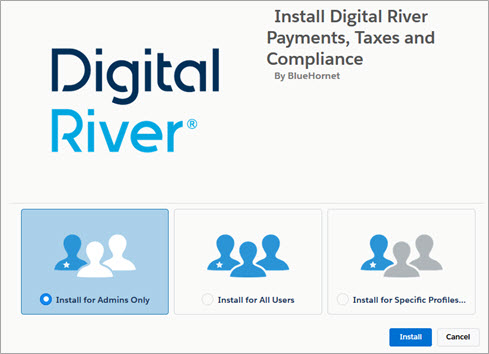 Digital
River®
Install Digital River
Payments, Taxes and
Compliance
By BlueHornet
Install for Admins Only
Install for All Users
Install for Specific Profiles...
Install
Cancel